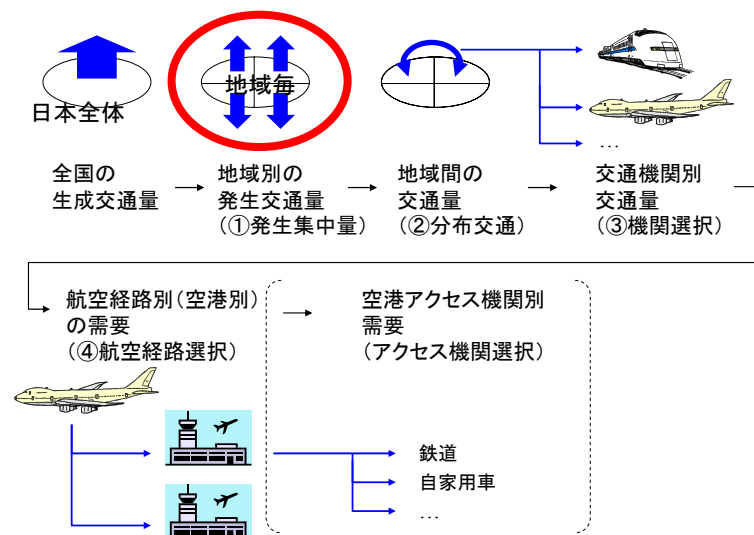 地域毎
日本全体
…
全国の
生成交通量
地域別の
発生交通量
(①発生集中量)
地域間の
交通量
(②分布交通)
交通機関別
交通量
(③機関選択)
航空経路別(空港別)
の需要
(④航空経路選択)
空港アクセス機関別
需要
(アクセス機関選択)
鉄道
自家用車
…